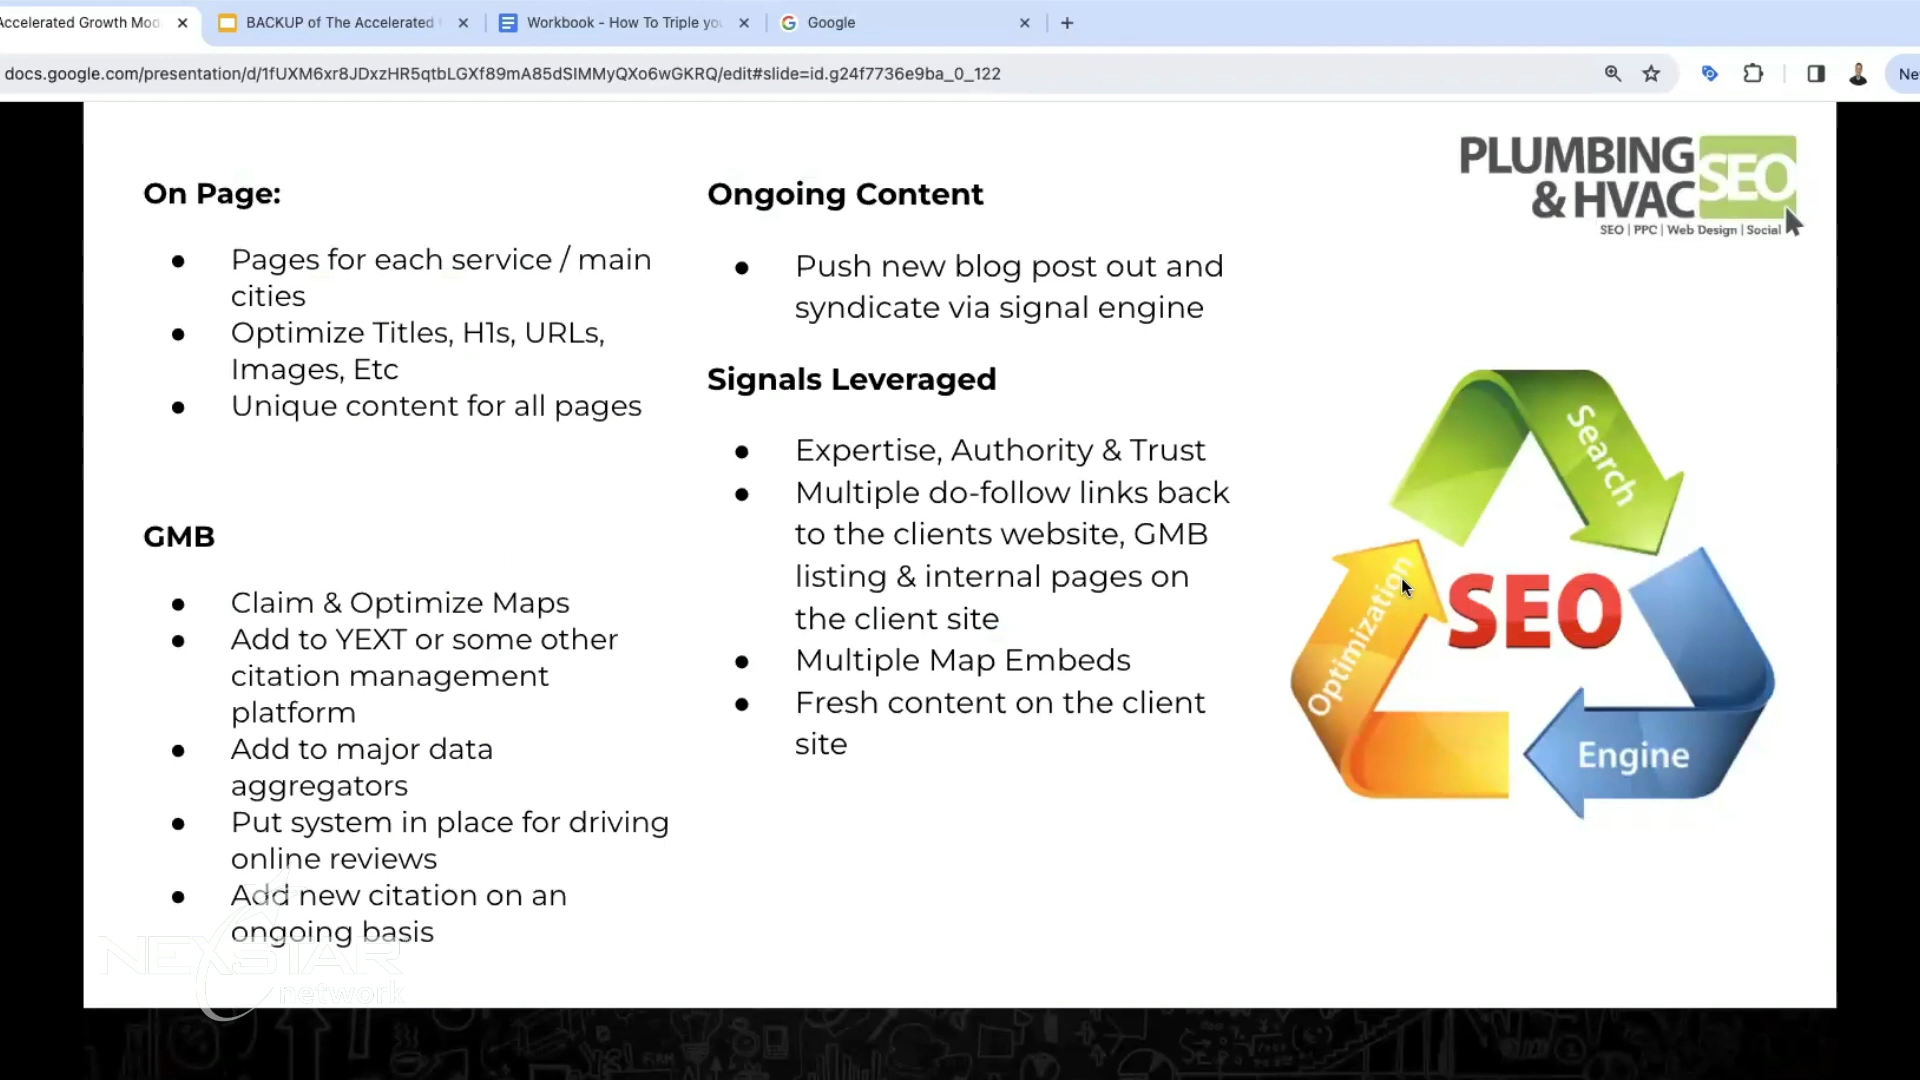 Accelerated Growth Mod
BACKUP of The Accelerated
Workbook - How To Triple yo
Google
docs.google.com/presentation/d/1fUXM6xr8JDxzHR5qtbLGXf89mA85dSIMMyQXo6wGKRQ/edit#slide=id.g24f7736e9ba_0_122
Ne
PLUMBING
& HVAC
SEO
SEO | PPC | Web Design | Social
On Page:
● Pages for each service / main
cities
● Optimize Titles, H1s, URLs,
Images, Etc
● Unique content for all pages
GMB
● Claim & Optimize Maps
● Add to YEXT or some other
citation management
platform
● Add to major data
aggregators
● Put system in place for driving
online reviews
● Add new citation on an
ongoing basis
Ongoing Content
● Push new blog post out and
syndicate via signal engine
Signals Leveraged
● Expertise, Authority & Trust
● Multiple do-follow links back
to the clients website, GMB
listing & internal pages on
the client site
● Multiple Map Embeds
● Fresh content on the client
site
Search
Optimization
SEO
Engine
NEXSTAR
network